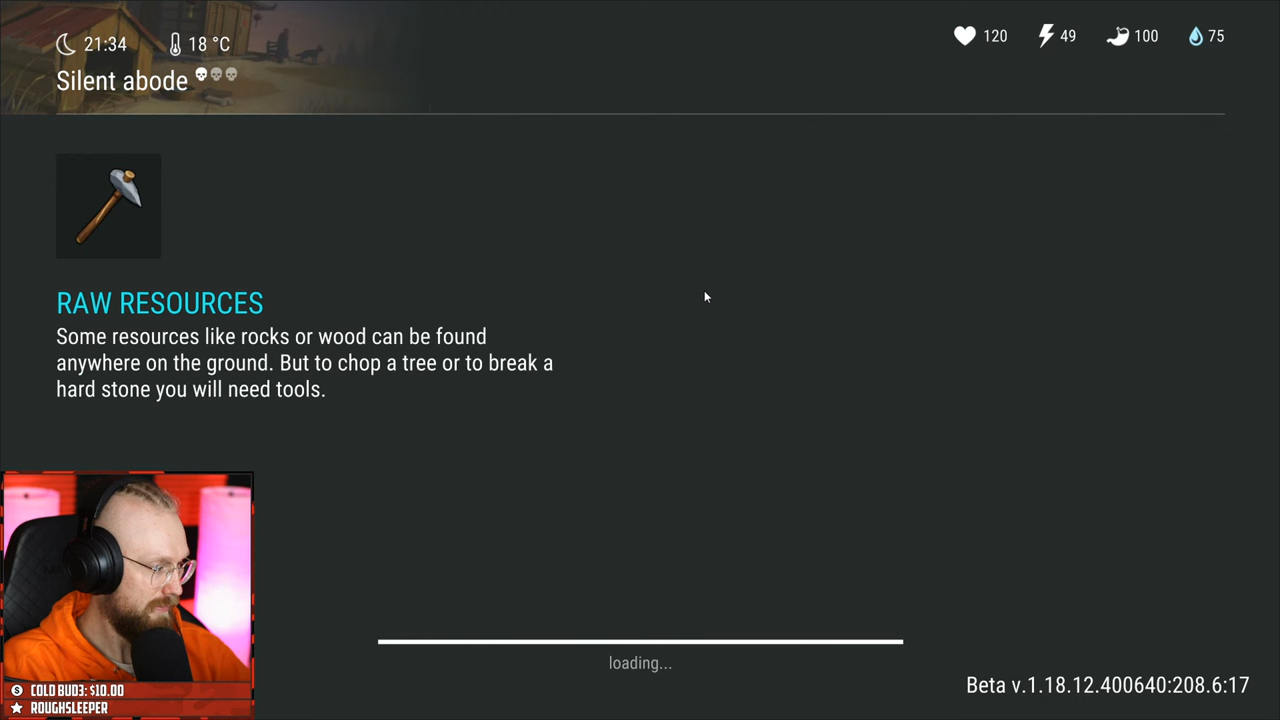 21:34 18 °C
120 49 100 75
Silent abode
RAW RESOURCES
Some resources like rocks or wood can be found
anywhere on the ground. But to chop a tree or to break a
hard stone you will need tools.
loading...
Beta v.1.18.12.400640:208.6:17
COLD BUD3: $10.00
ROUGHSLEEPER